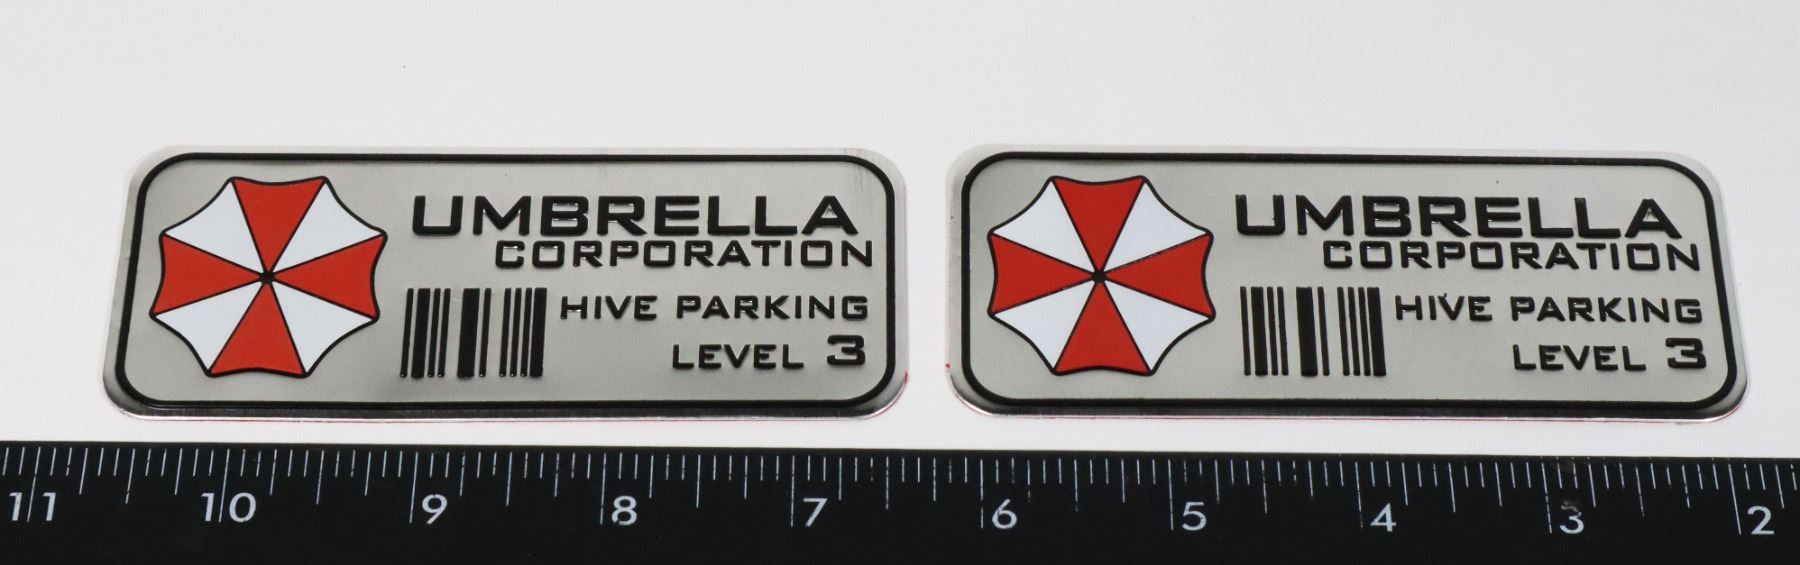 UMBRELLA
CORPORATION
HIVE PARKING
LEVEL 3
UMBRELLA
CORPORATION
HIVE PARKING
LEVEL 3
11 10 9 8 7 6 5 4 3 2